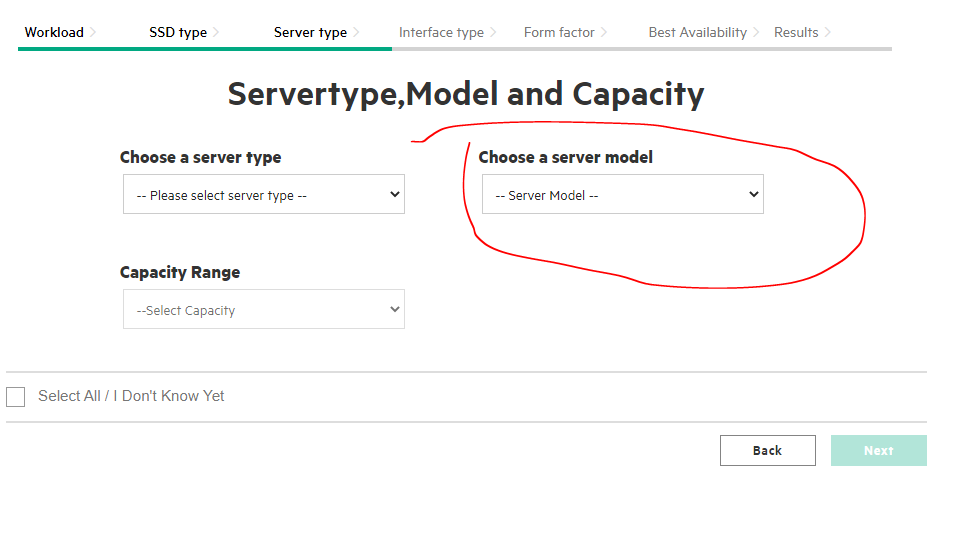 Workload SSD type Server type Interface type Form factor Best Availability Results
Servertype,Model and Capacity
Choose a server type Choose a server model
-- Please select server type -- -- Server Model --
Capacity Range
--Select Capacity
Select All / I Don't Know Yet
Back Next